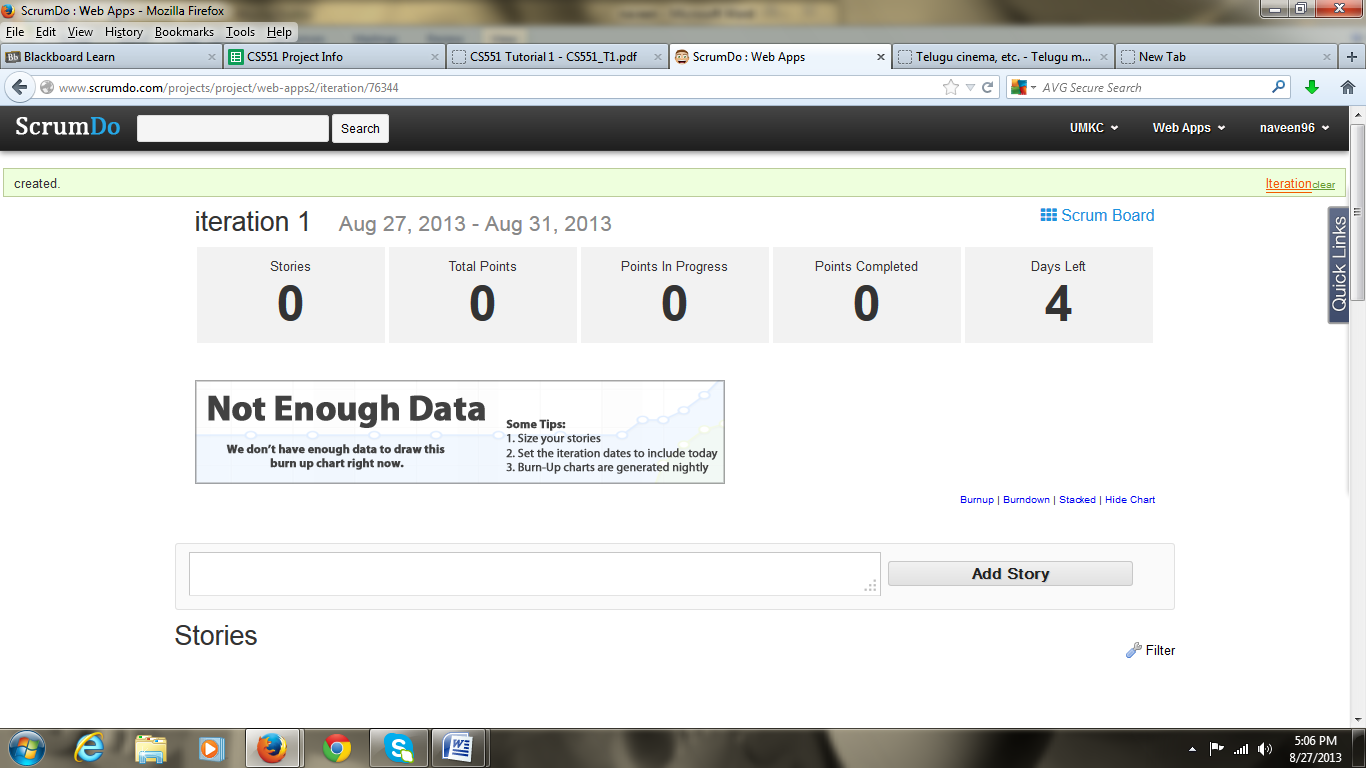 ScrumDo : Web Apps - Mozilla Firefox
File Edit View History Bookmarks Tools Help
Bb Blackboard Learn × CS551 Project Info × CS551 Tutorial 1 - CS551_T1.pdf × ScrumDo : Web Apps × Telugu cinema, etc. - Telugu m... × New Tab × +
www.scrumdo.com/projects/project/web-apps2/iteration/76344 AVG Secure Search
ScrumDo Search UMKC Web Apps naveen96
created. Iteration clear
iteration 1 Aug 27, 2013 - Aug 31, 2013 Scrum Board
Quick Links
Stories Total Points Points In Progress Points Completed Days Left
0 0 0 0 4
Not Enough Data
We don't have enough data to draw this
burn up chart right now.
Some Tips:
1. Size your stories
2. Set the iteration dates to include today
3. Burn-Up charts are generated nightly
Burnup | Burndown | Stacked | Hide Chart
Add Story
Stories
Filter
5:06 PM
8/27/2013